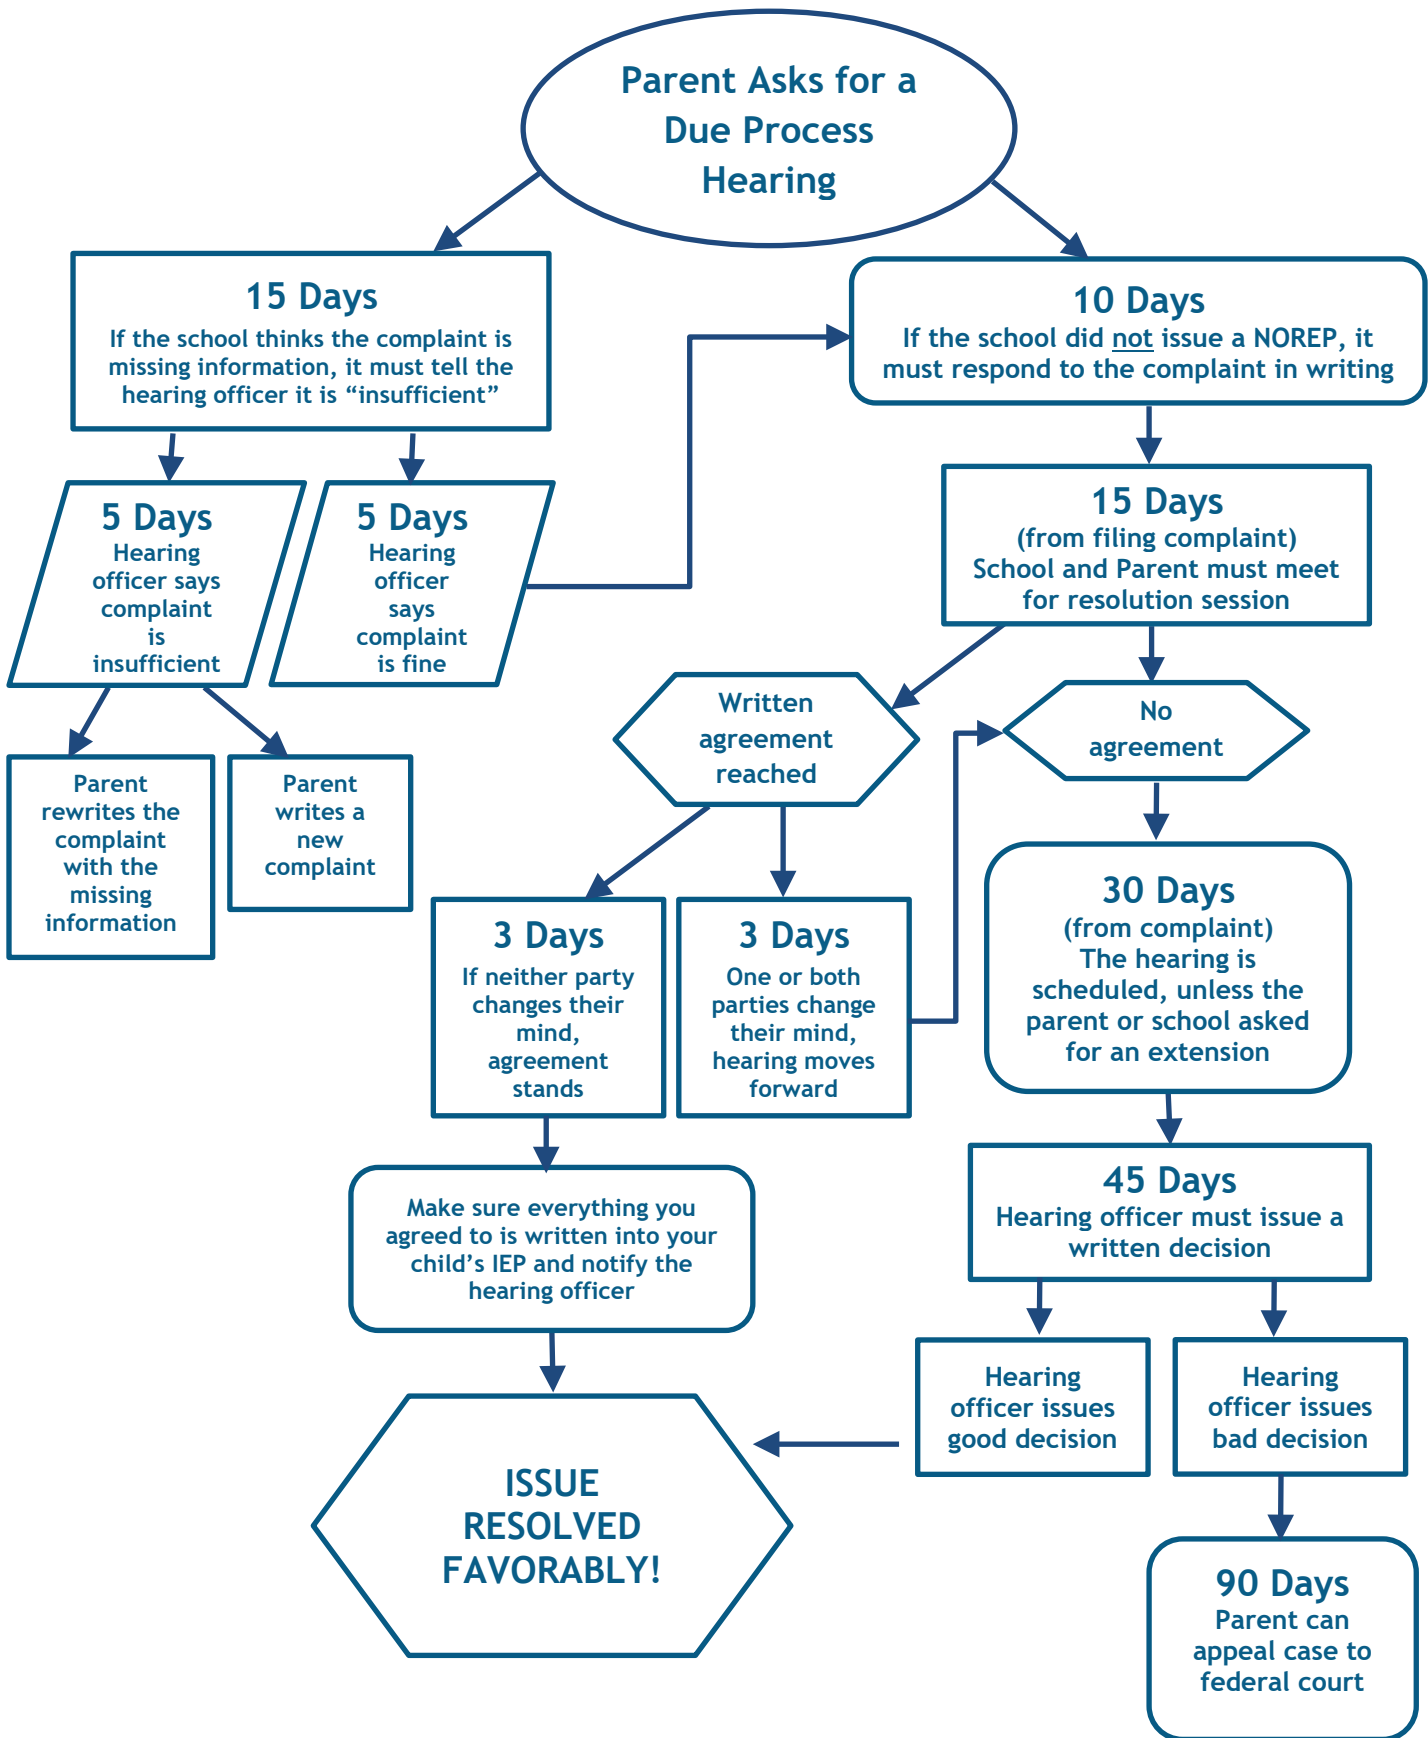 Parent Asks for a
Due Process
Hearing
15 Days
If the school thinks the complaint is
missing information, it must tell the
hearing officer it is “insufficient”
10 Days
If the school did not issue a NOREP, it
must respond to the complaint in writing
5 Days
Hearing
officer says
complaint
is
insufficient
5 Days
Hearing
officer
says
complaint
is fine
15 Days
(from filing complaint)
School and Parent must meet
for resolution session
Parent
rewrites the
complaint
with the
missing
information
Parent
writes a
new
complaint
Written
agreement
reached
No
agreement
3 Days
If neither party
changes their
mind,
agreement
stands
3 Days
One or both
parties change
their mind,
hearing moves
forward
30 Days
(from complaint)
The hearing is
scheduled, unless the
parent or school asked
for an extension
Make sure everything you
agreed to is written into your
child’s IEP and notify the
hearing officer
45 Days
Hearing officer must issue a
written decision
Hearing
officer issues
good decision
Hearing
officer issues
bad decision
ISSUE
RESOLVED
FAVORABLY!
90 Days
Parent can
appeal case to
federal court